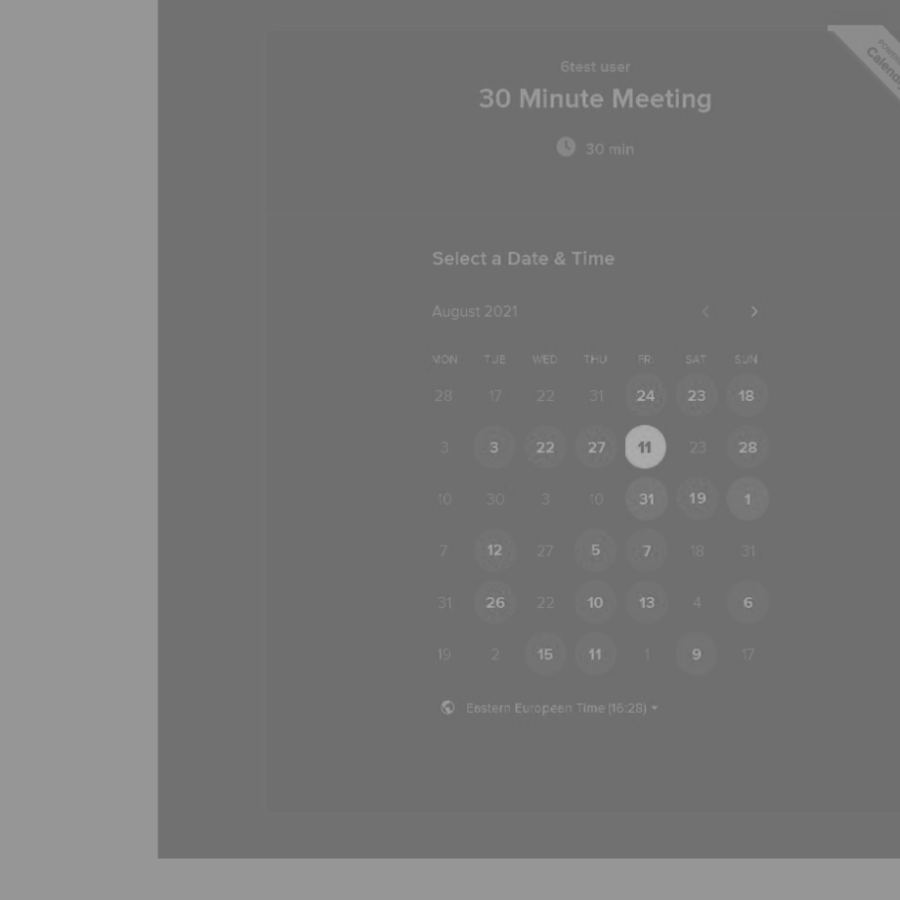 6test user
30 Minute Meeting
30 min
Select a Date & Time
August 2021
MON TUE WED THU FRI SAT SUN
28 17 22 31 24 23 18
3 3 22 27 11 23 28
10 30 3 10 31 19 1
7 12 27 5 7 18 31
31 26 22 10 13 4 6
19 2 15 11 1 9 17
Eastern European Time (16:28)